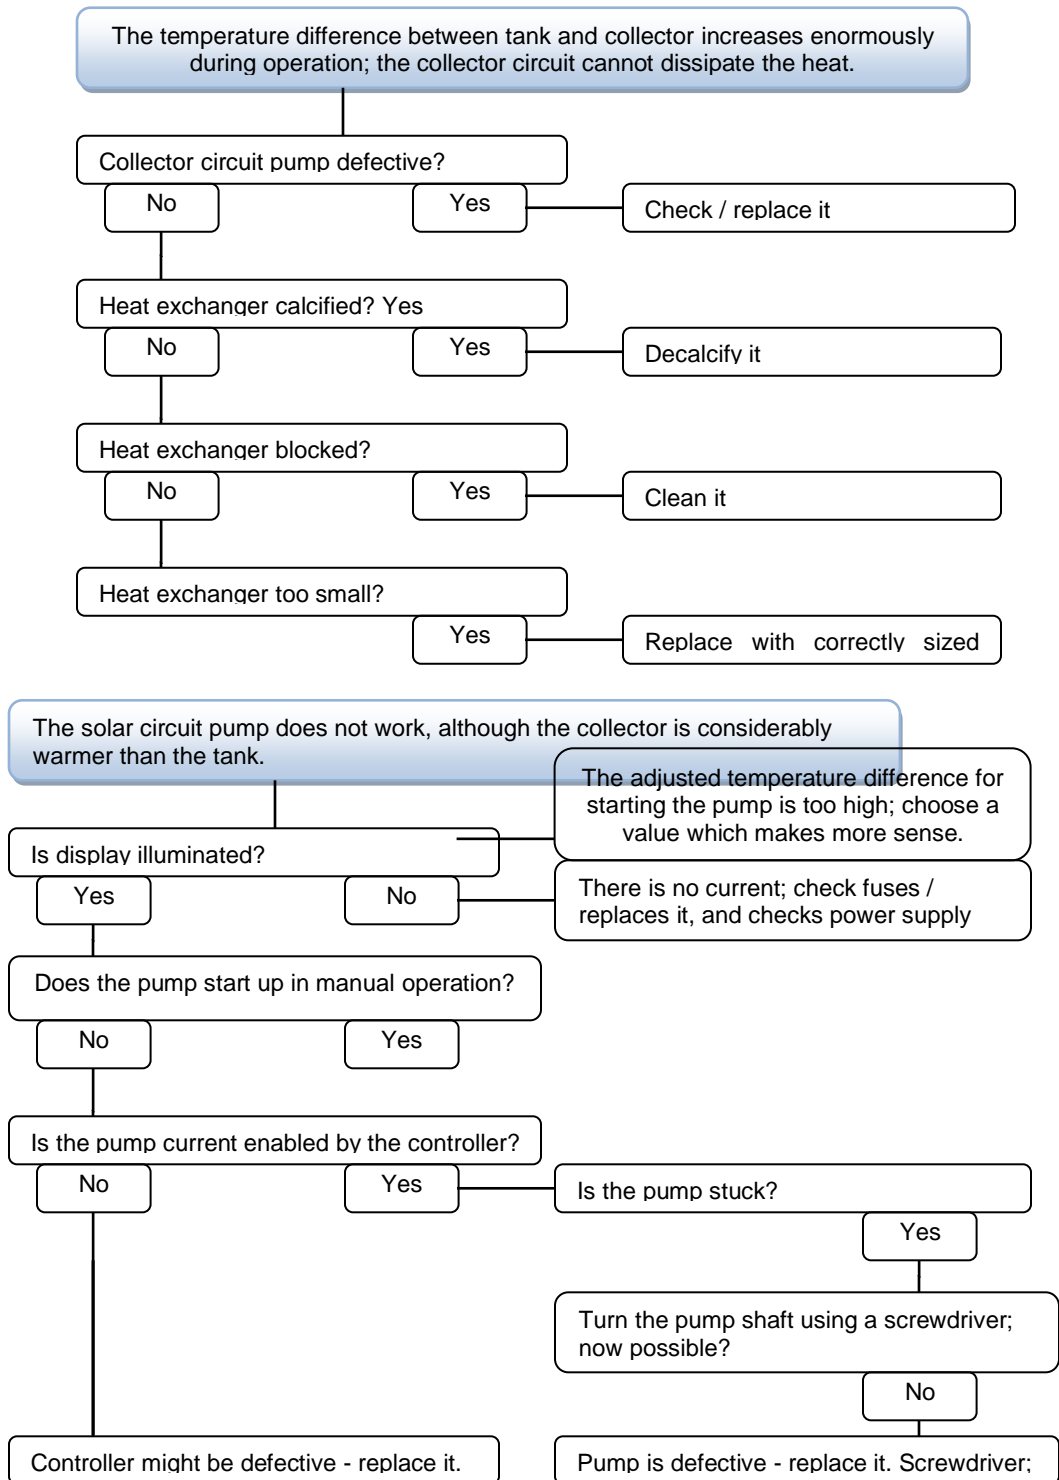 The temperature difference between tank and collector increases enormously
during operation; the collector circuit cannot dissipate the heat.
Collector circuit pump defective?
No
Yes
Check / replace it
Heat exchanger calcified? Yes
No
Yes
Decalcify it
Heat exchanger blocked?
No
Yes
Clean it
Heat exchanger too small?
Yes
Replace with correctly sized
The solar circuit pump does not work, although the collector is considerably
warmer than the tank.
The adjusted temperature difference for
starting the pump is too high; choose a
value which makes more sense.
Is display illuminated?
Yes
No
There is no current; check fuses /
replaces it, and checks power supply
Does the pump start up in manual operation?
No
Yes
Is the pump current enabled by the controller?
No
Yes
Is the pump stuck?
Yes
Turn the pump shaft using a screwdriver;
now possible?
No
Controller might be defective - replace it.
Pump is defective - replace it. Screwdriver;